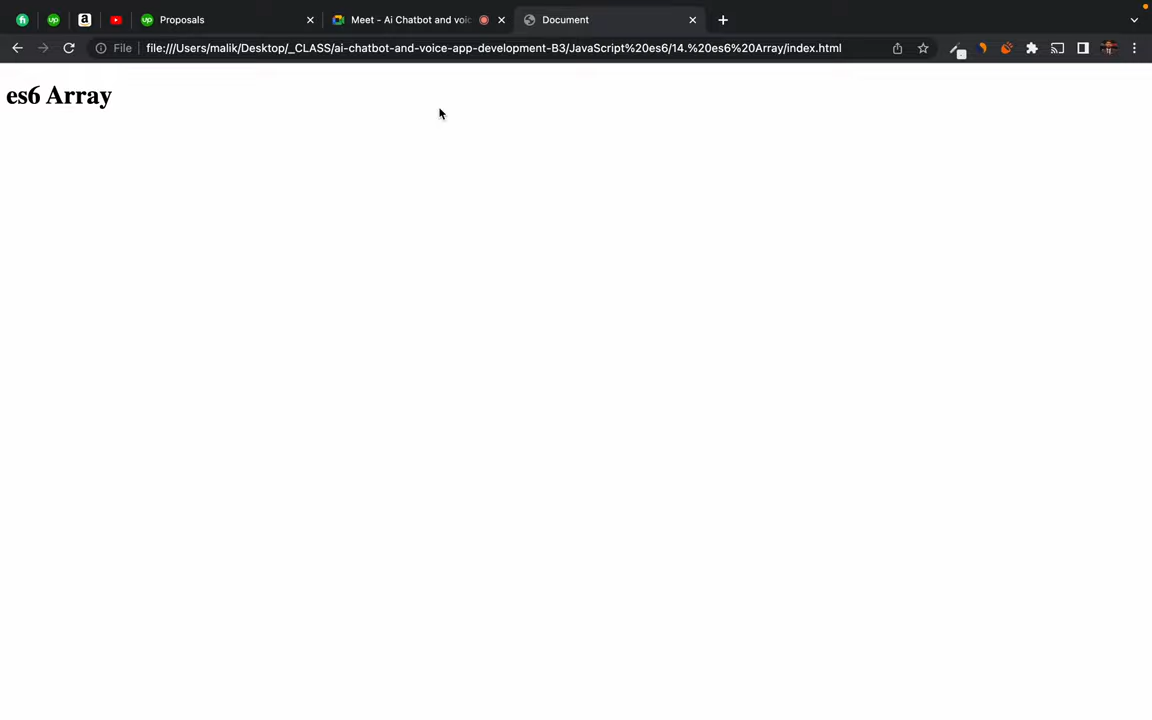 Proposals
Meet - Ai Chatbot and voic
Document
File
file:///Users/malik/Desktop/_CLASS/ai-chatbot-and-voice-app-development-B3/JavaScript%20es6/14.%20es6%20Array/index.html
es6 Array